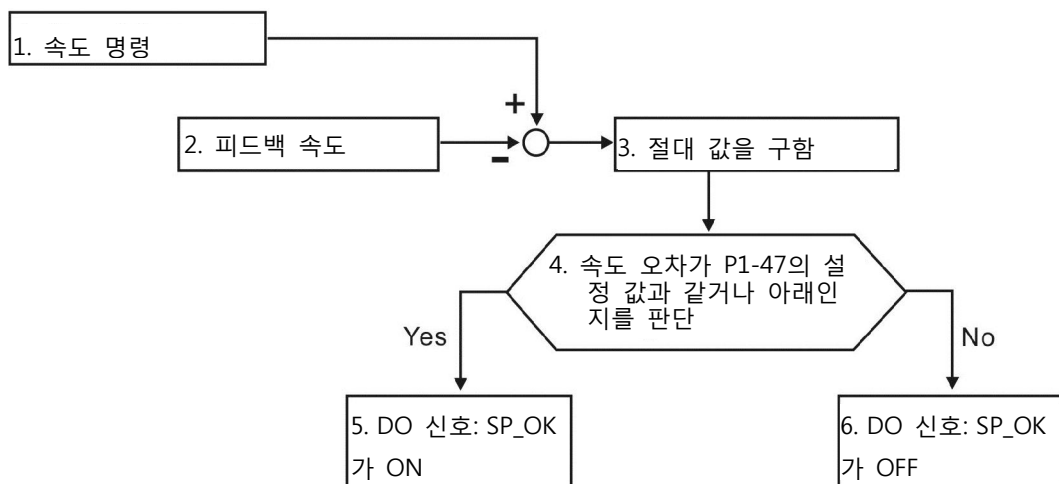 1. 속도 명령
+
2. 피드백 속도
-
3. 절대 값을 구함
4. 속도 오차가 P1-47의 설
정 값과 같거나 아래인
지를 판단
Yes
No
5. DO 신호: SP_OK
가 ON
6. DO 신호: SP_OK
가 OFF